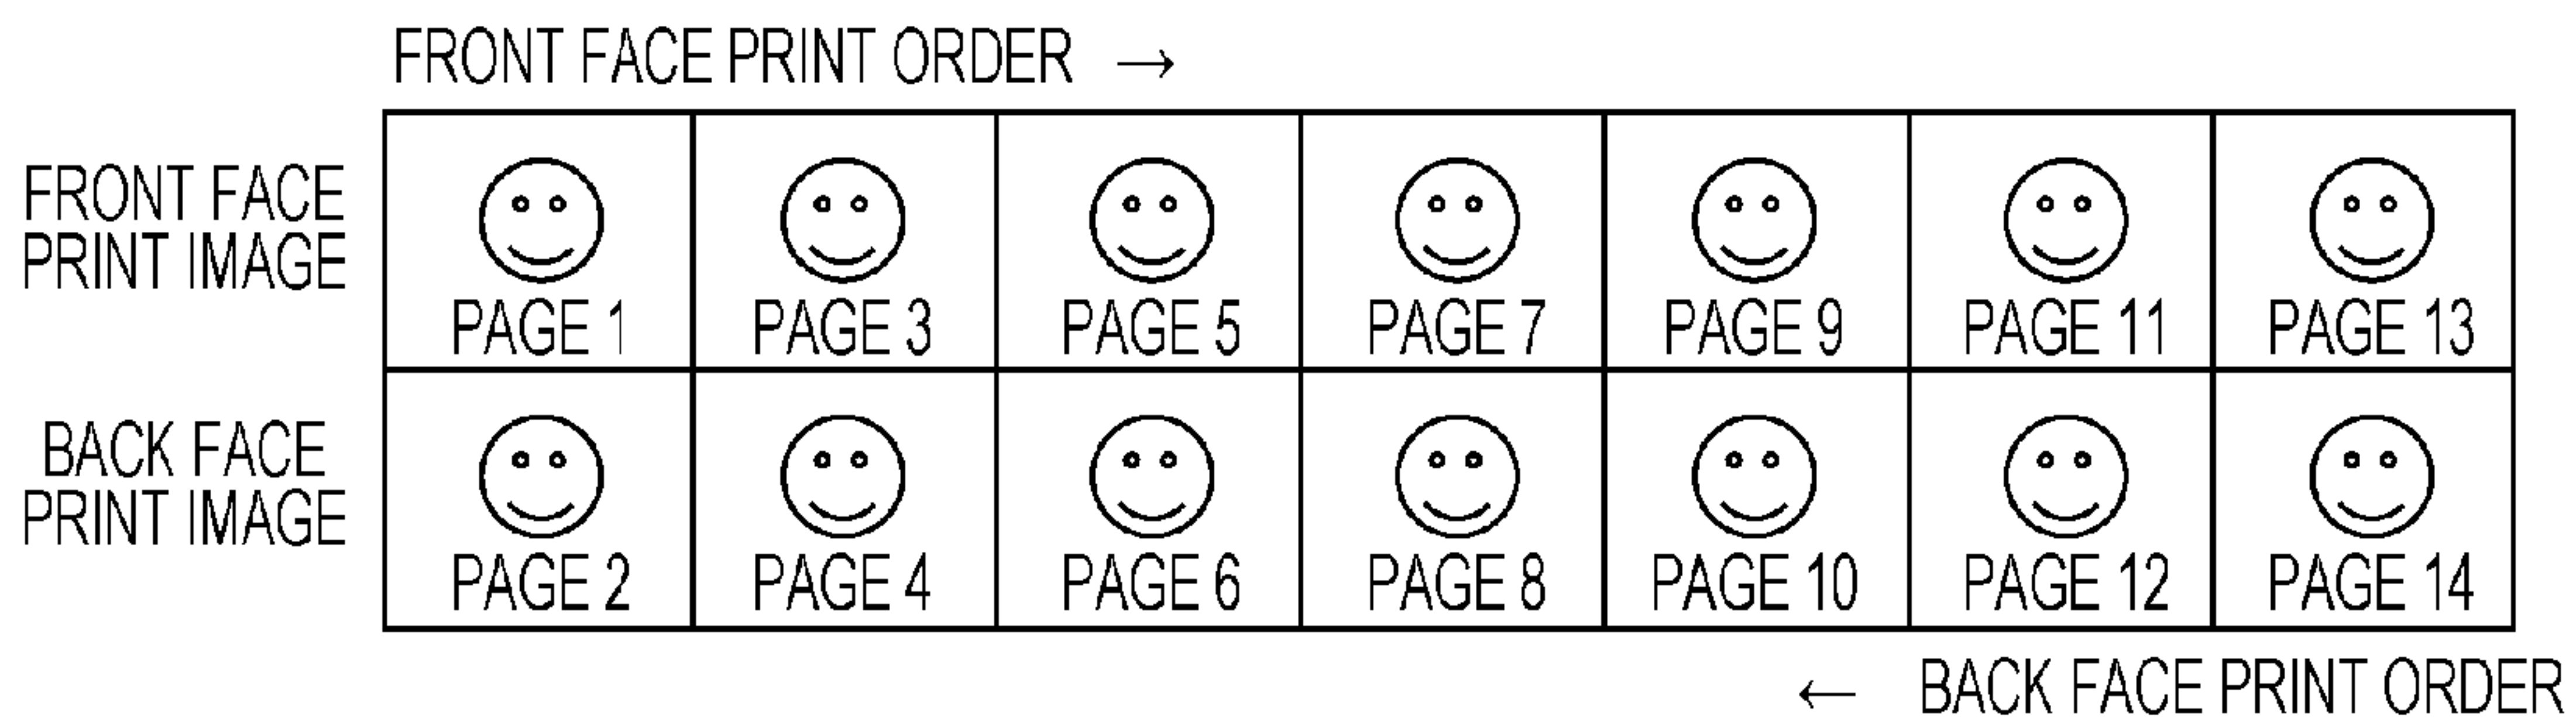 FRONT FACE PRINT ORDER →
FRONT FACE
PRINT IMAGE
PAGE 1 PAGE 3 PAGE 5 PAGE 7 PAGE 9 PAGE 11 PAGE 13
BACK FACE
PRINT IMAGE
PAGE 2 PAGE 4 PAGE 6 PAGE 8 PAGE 10 PAGE 12 PAGE 14
← BACK FACE PRINT ORDER